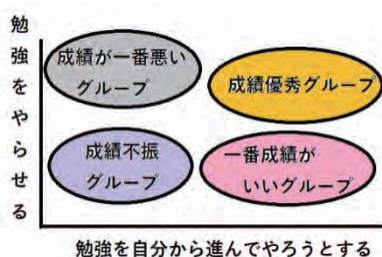 勉強をやらせる
成績が一番悪い
グループ
成績優秀グループ
成績不振
グループ
一番成績が
いいグループ
勉強を自分から進んでやろうとする